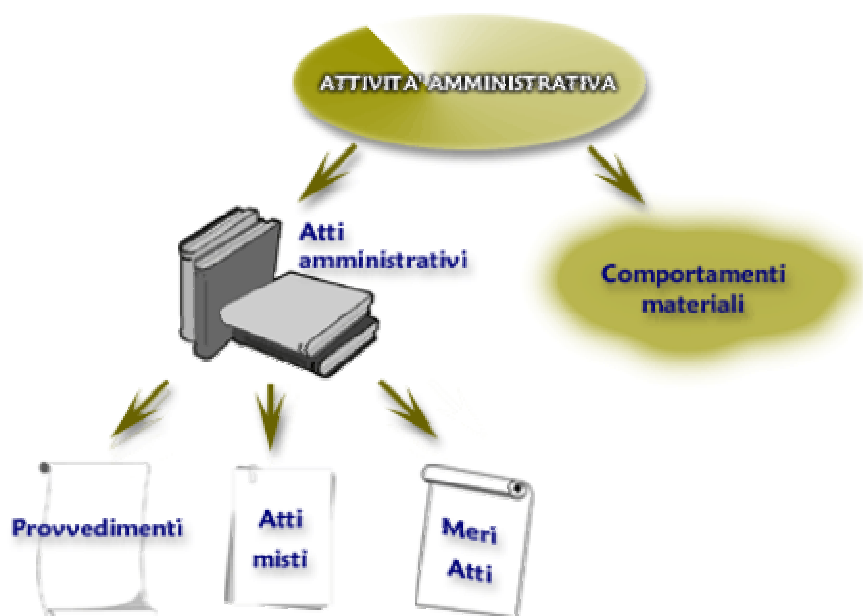 ATTIVITA' AMMINISTRATIVA
Atti
amministrativi
Comportamenti
materiali
Provvedimenti
Atti
misti
Meri
Atti